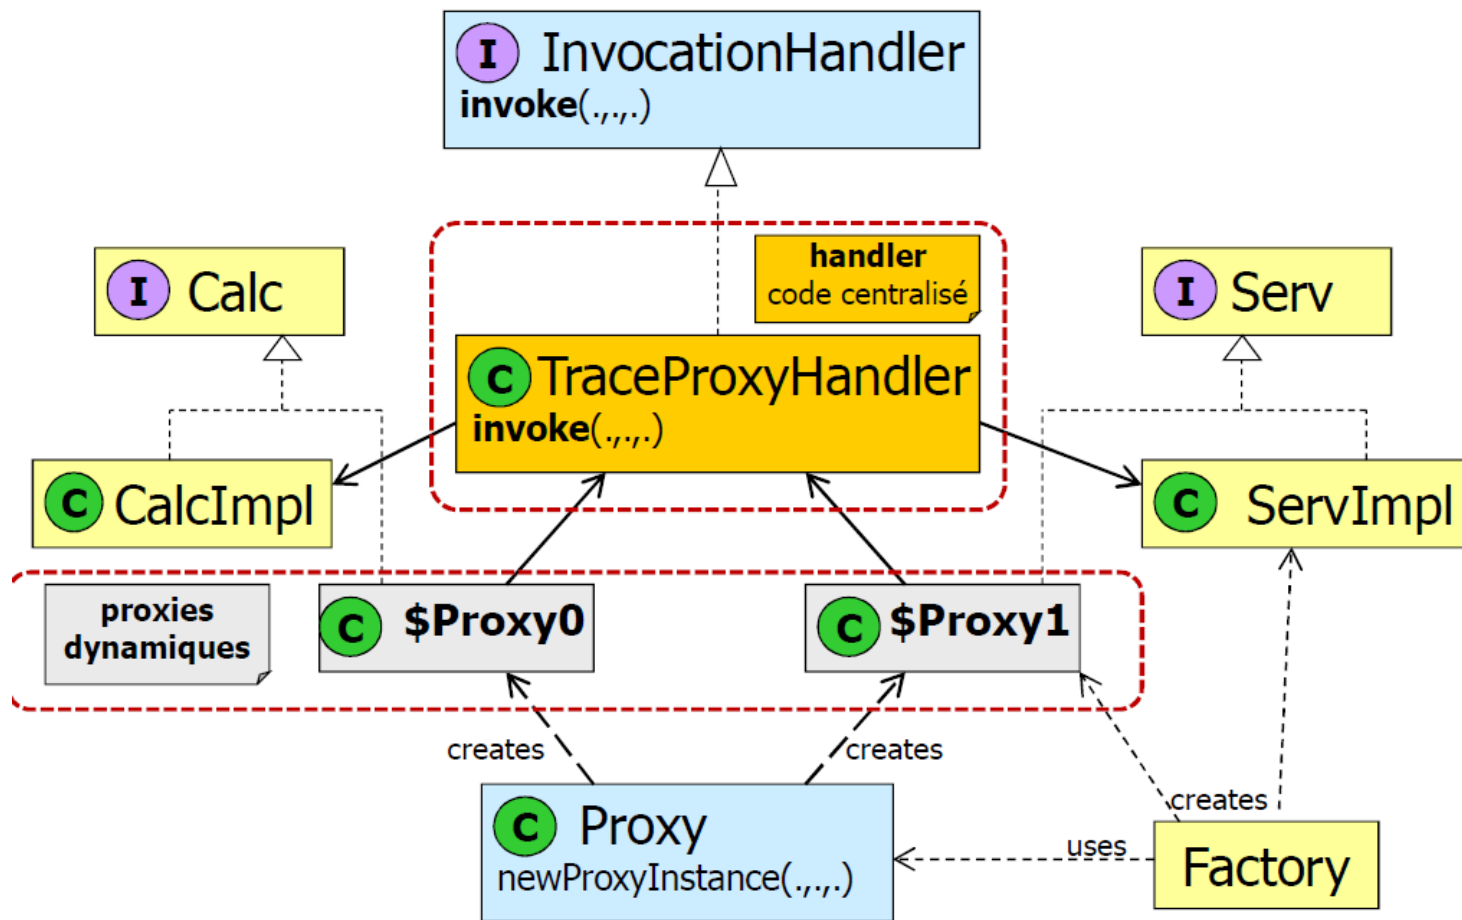 I InvocationHandler
invoke(.,.,.)
handler
code centralisé
I Calc
I Serv
C TraceProxyHandler
invoke(.,.,.)
C CalcImpl
C ServImpl
proxies
dynamiques
C $Proxy0
C $Proxy1
creates
creates
creates
C Proxy
newProxyInstance(.,.,.)
uses
Factory